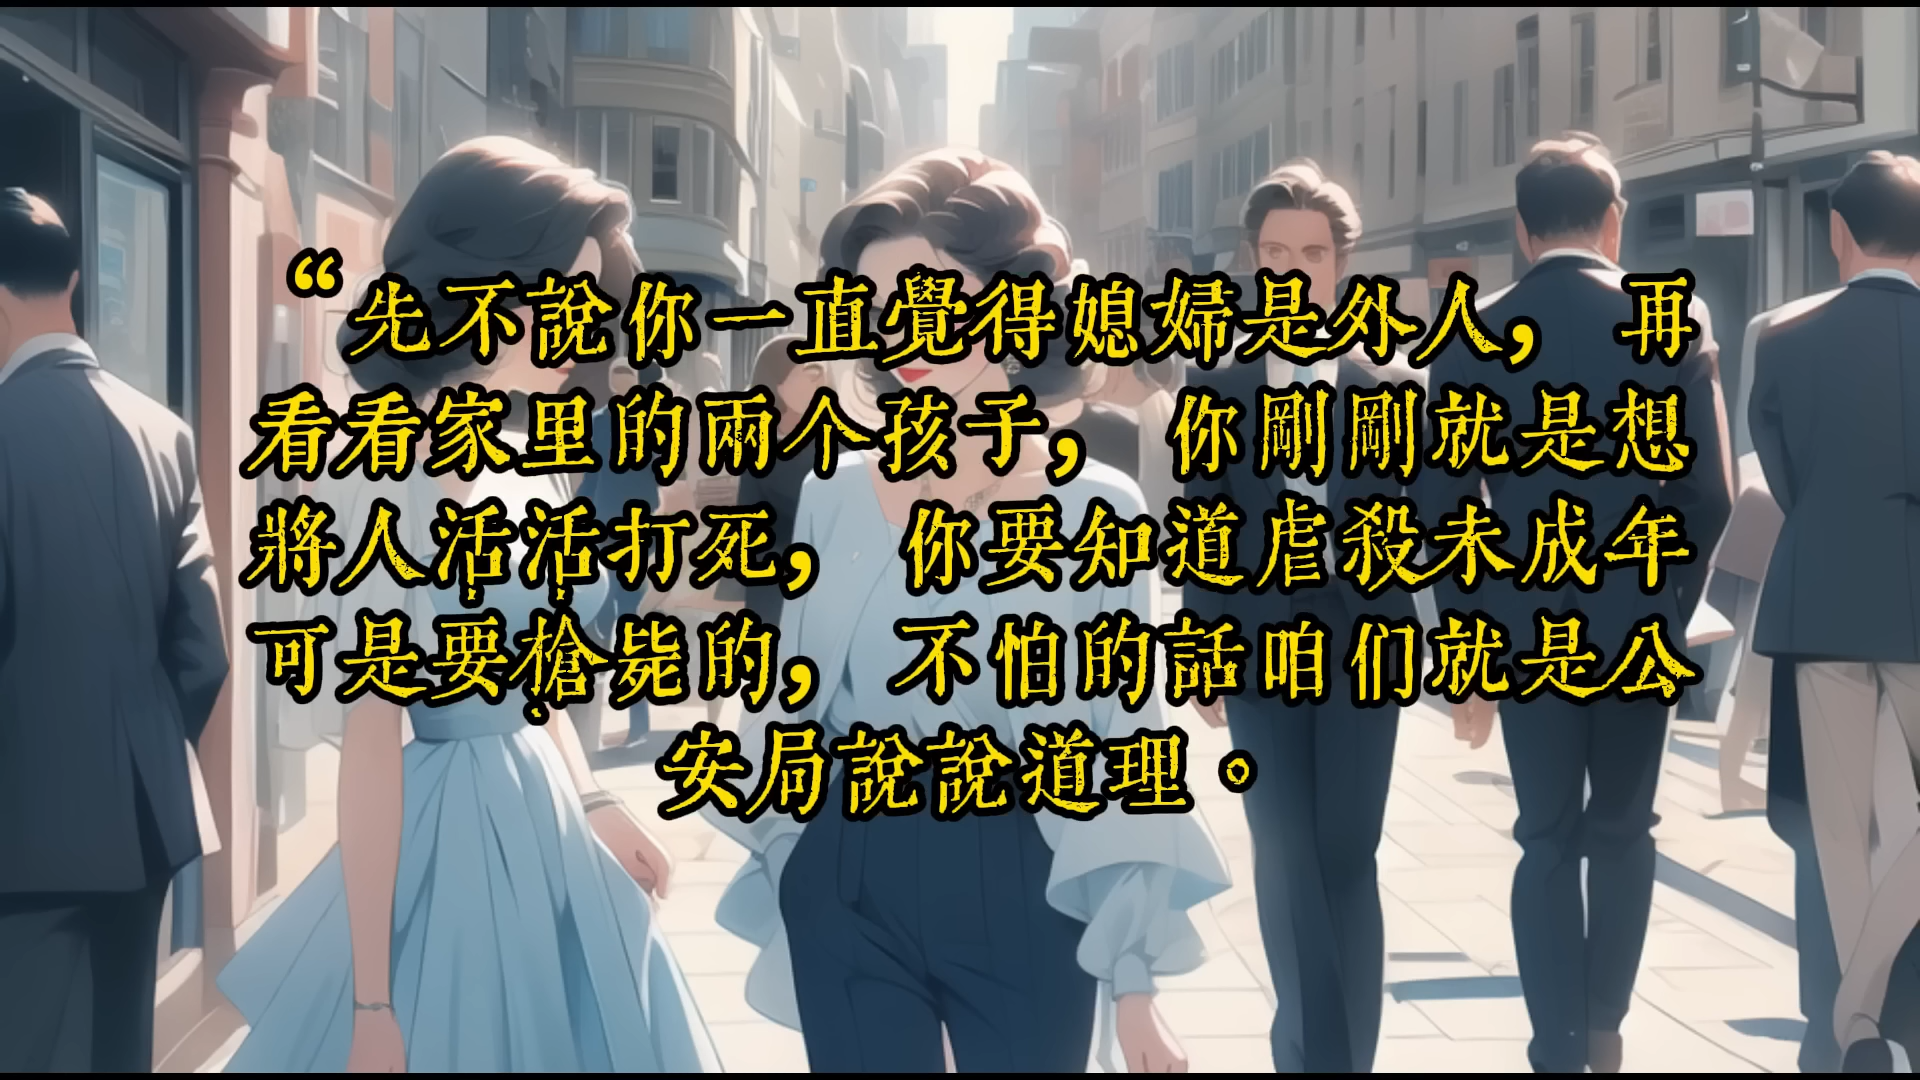 “先不說你一直覺得媳婦是外人，再
看看家里的兩个孩子，你剛剛就是想
將人活活打死，你要知道虐殺未成年
可是要槍毙的，不怕的話咱们就是公
安局說說道理。